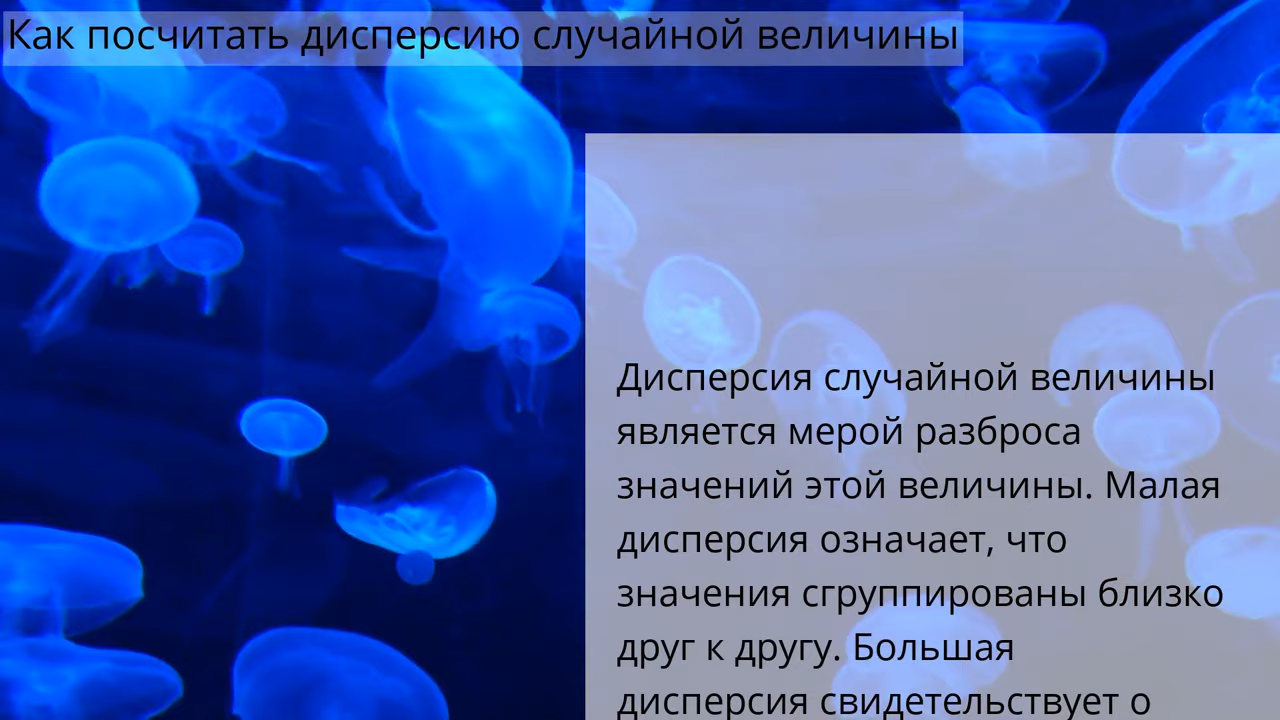 Как посчитать дисперсию случайной величины
Дисперсия случайной величины
является мерой разброса
значений этой величины. Малая
дисперсия означает, что
значения сгруппированы близко
друг к другу. Большая
дисперсия свидетельствует о